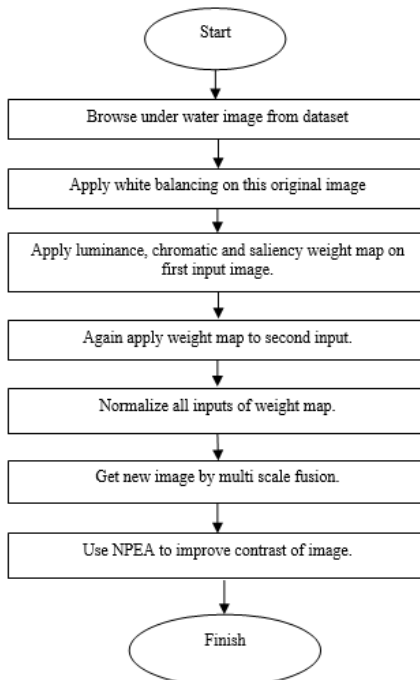 Start
Browse under water image from dataset
Apply white balancing on this original image
Apply luminance, chromatic and saliency weight map on
first input image.
Again apply weight map to second input.
Normalize all inputs of weight map.
Get new image by multi scale fusion.
Use NPEA to improve contrast of image.
Finish